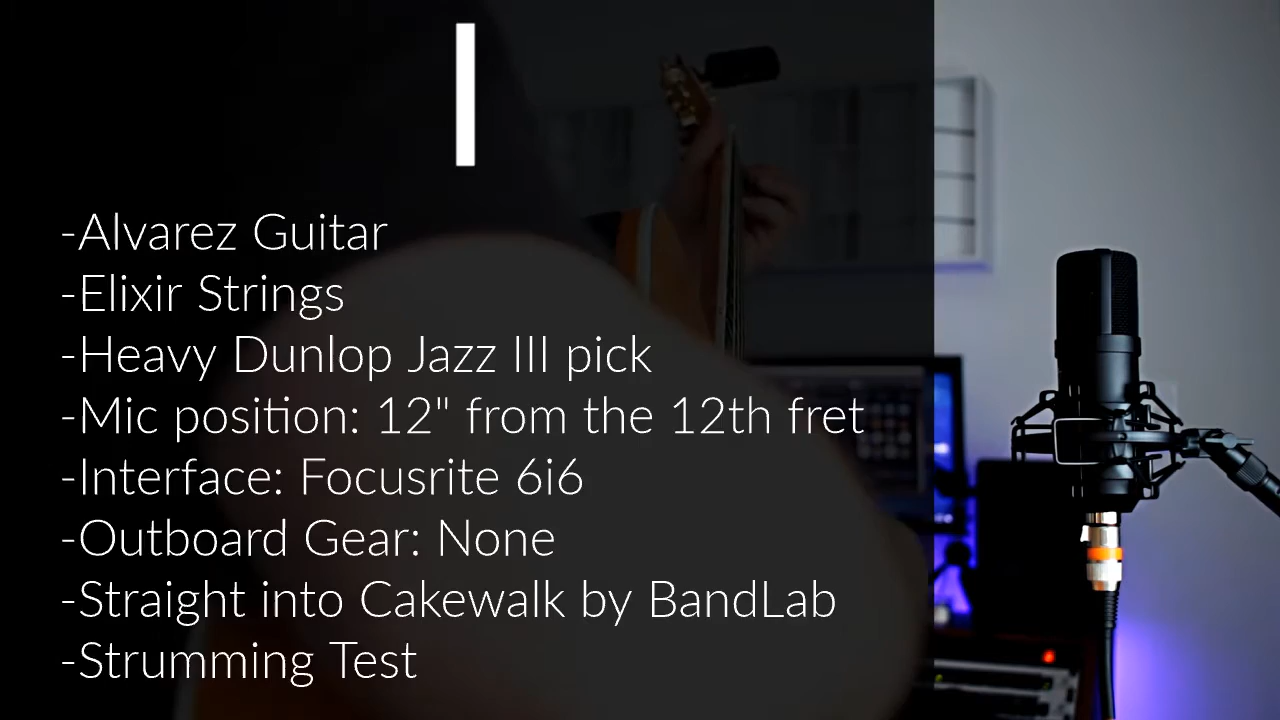 I
-Alvarez Guitar
-Elixir Strings
-Heavy Dunlop Jazz III pick
-Mic position: 12" from the 12th fret
-Interface: Focusrite 6i6
-Outboard Gear: None
-Straight into Cakewalk by BandLab
-Strumming Test